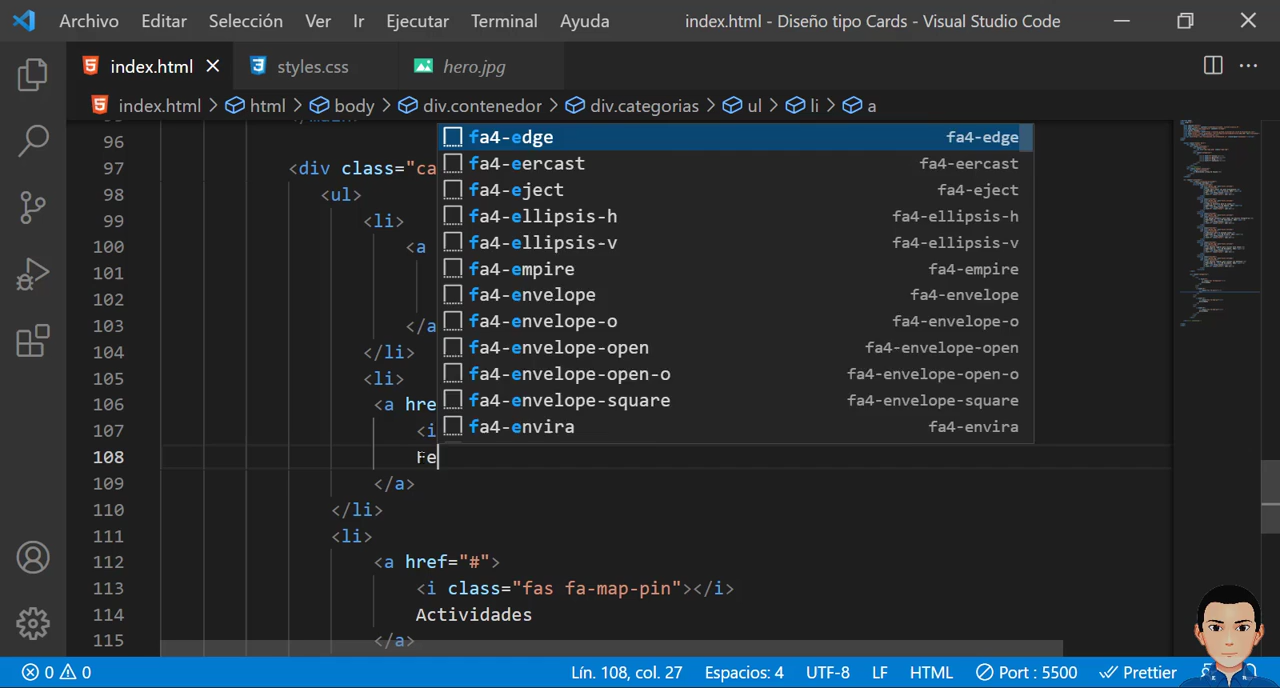 Archivo Editar Selección Ver Ir Ejecutar Terminal Ayuda index.html - Diseño tipo Cards - Visual Studio Code
index.html styles.css hero.jpg
index.html > html > body > div.contenedor > div.categorias > ul > li > a
96
97 <div class="ca
98 <ul>
99 <li>
100 <a
101
102
103 </a
104 </li>
105 <li>
106 <a hre
107 <i
108 Fe
109 </a>
110 </li>
111 <li>
112 <a href="#">
113 <i class="fas fa-map-pin"></i>
114 Actividades
115 </a>
fa4-edge fa4-edge
fa4-eercast fa4-eercast
fa4-eject fa4-eject
fa4-ellipsis-h fa4-ellipsis-h
fa4-ellipsis-v fa4-ellipsis-v
fa4-empire fa4-empire
fa4-envelope fa4-envelope
fa4-envelope-o fa4-envelope-o
fa4-envelope-open fa4-envelope-open
fa4-envelope-open-o fa4-envelope-open-o
fa4-envelope-square fa4-envelope-square
fa4-envira fa4-envira
0 0 Lín. 108, col. 27 Espacios: 4 UTF-8 LF HTML Port : 5500 Prettier